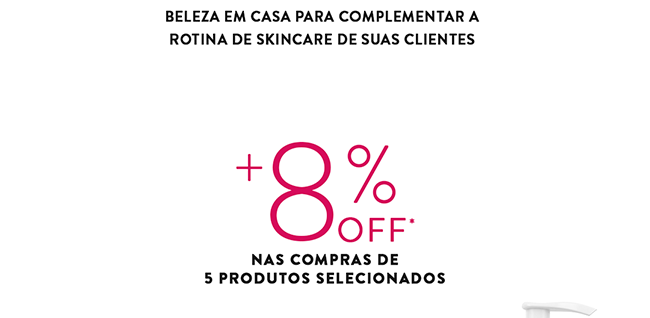 BELEZA EM CASA PARA COMPLEMENTAR A
ROTINA DE SKINCARE DE SUAS CLIENTES
+8%
OFF*
NAS COMPRAS DE
5 PRODUTOS SELECIONADOS